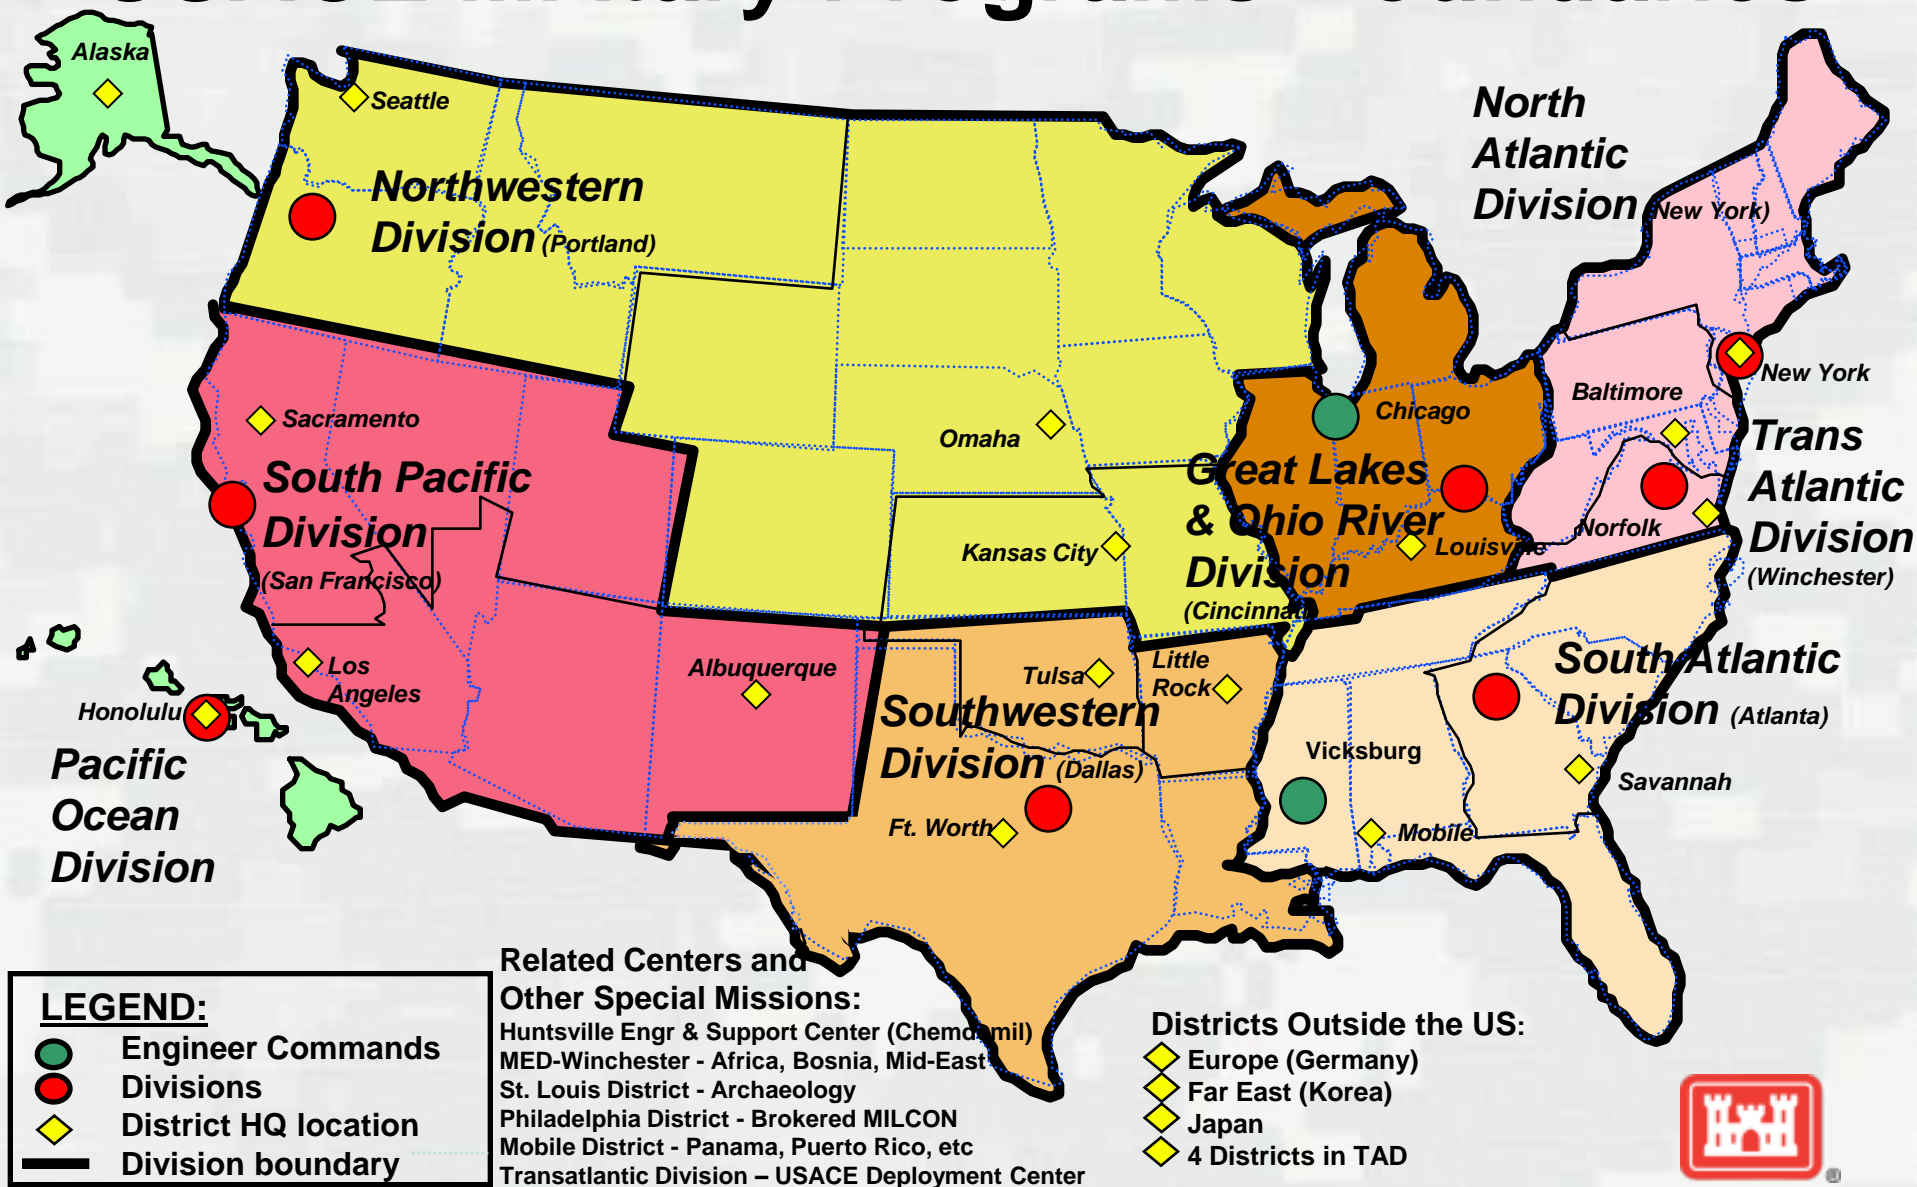 USACE Military Programs Boundaries
Alaska
Seattle
Northwestern
Division (Portland)
North
Atlantic
Division (New York)
New York
Baltimore
Norfolk
Trans
Atlantic
Division
(Winchester)
Sacramento
South Pacific
Division
(San Francisco)
Los
Angeles
Albuquerque
Omaha
Kansas City
Chicago
Great Lakes
& Ohio River
Division
(Cincinnati)
Louisville
Tulsa
Little
Rock
Southwestern
Division (Dallas)
Ft. Worth
Vicksburg
Mobile
South Atlantic
Division (Atlanta)
Savannah
Honolulu
Pacific
Ocean
Division
LEGEND:
Engineer Commands
Divisions
District HQ location
Division boundary
Related Centers and
Other Special Missions:
Huntsville Engr & Support Center (Chemdemil)
MED-Winchester - Africa, Bosnia, Mid-East
St. Louis District - Archaeology
Philadelphia District - Brokered MILCON
Mobile District - Panama, Puerto Rico, etc
Transatlantic Division – USACE Deployment Center
Districts Outside the US:
Europe (Germany)
Far East (Korea)
Japan
4 Districts in TAD
®